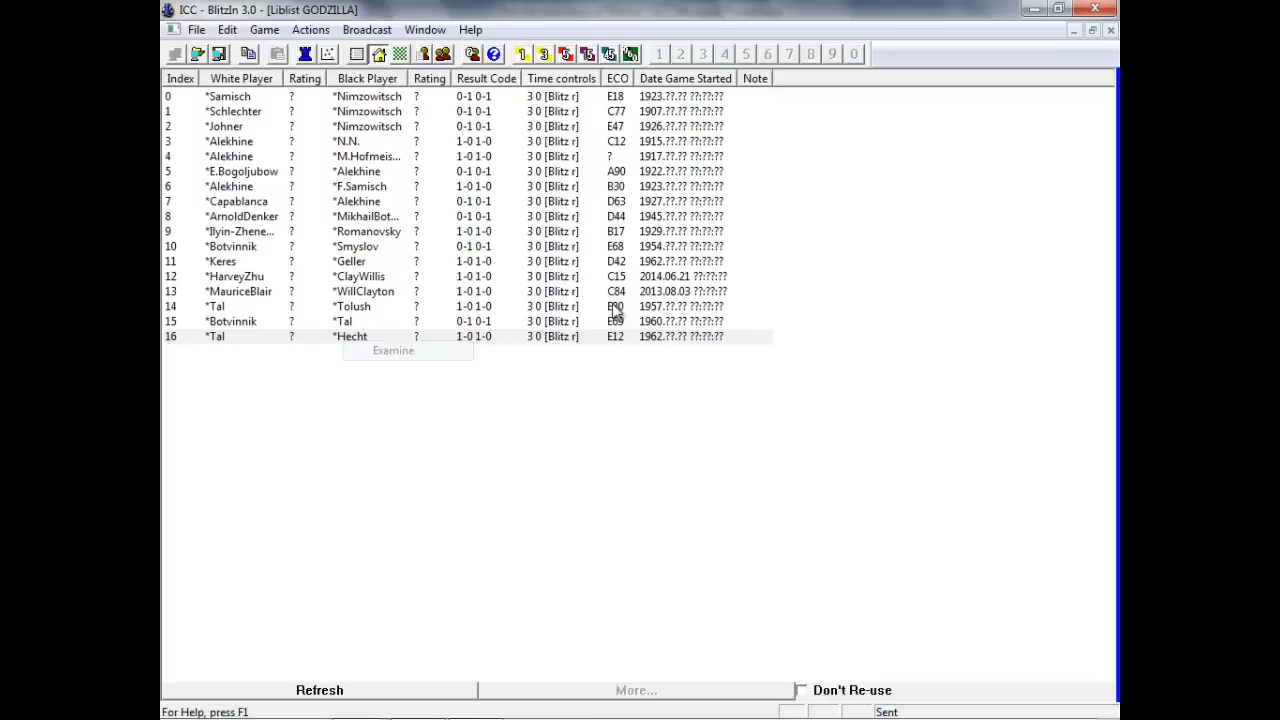 ICC - BlitzIn 3.0 - [Liblist GODZILLA]
File Edit Game Actions Broadcast Window Help
1 3 5 15 45 1 2 3 4 5 6 7 8 9 0
Index White Player Rating Black Player Rating Result Code Time controls ECO Date Game Started Note
0 *Samisch ? *Nimzowitsch ? 0-1 0-1 3 0 [Blitz r] E18 1923.??.?? ??:??:??
1 *Schlechter ? *Nimzowitsch ? 0-1 0-1 3 0 [Blitz r] C77 1907.??.?? ??:??:??
2 *Johner ? *Nimzowitsch ? 0-1 0-1 3 0 [Blitz r] E47 1926.??.?? ??:??:??
3 *Alekhine ? *N.N. ? 1-0 1-0 3 0 [Blitz r] C12 1915.??.?? ??:??:??
4 *Alekhine ? *M.Hofmeis... ? 1-0 1-0 3 0 [Blitz r] ? 1917.??.?? ??:??:??
5 *E.Bogoljubow ? *Alekhine ? 0-1 0-1 3 0 [Blitz r] A90 1922.??.?? ??:??:??
6 *Alekhine ? *F.Samisch ? 1-0 1-0 3 0 [Blitz r] B30 1923.??.?? ??:??:??
7 *Capablanca ? *Alekhine ? 0-1 0-1 3 0 [Blitz r] D63 1927.??.?? ??:??:??
8 *ArnoldDenker ? *MikhailBot... ? 0-1 0-1 3 0 [Blitz r] D44 1945.??.?? ??:??:??
9 *Ilyin-Zhene... ? *Romanovsky ? 1-0 1-0 3 0 [Blitz r] B17 1929.??.?? ??:??:??
10 *Botvinnik ? *Smyslov ? 0-1 0-1 3 0 [Blitz r] E68 1954.??.?? ??:??:??
11 *Keres ? *Geller ? 1-0 1-0 3 0 [Blitz r] D42 1962.??.?? ??:??:??
12 *HarveyZhu ? *ClayWillis ? 1-0 1-0 3 0 [Blitz r] C15 2014.06.21 ??:??:??
13 *MauriceBlair ? *WillClayton ? 1-0 1-0 3 0 [Blitz r] C84 2013.08.03 ??:??:??
14 *Tal ? *Tolush ? 1-0 1-0 3 0 [Blitz r] 1957.??.?? ??:??:??
15 *Botvinnik ? *Tal ? 0-1 0-1 3 0 [Blitz r] E69 1960.??.?? ??:??:??
16 *Tal ? *Hecht ? 1-0 1-0 3 0 [Blitz r] E12 1962.??.?? ??:??:??
Examine
Refresh More... Don't Re-use
For Help, press F1 Sent